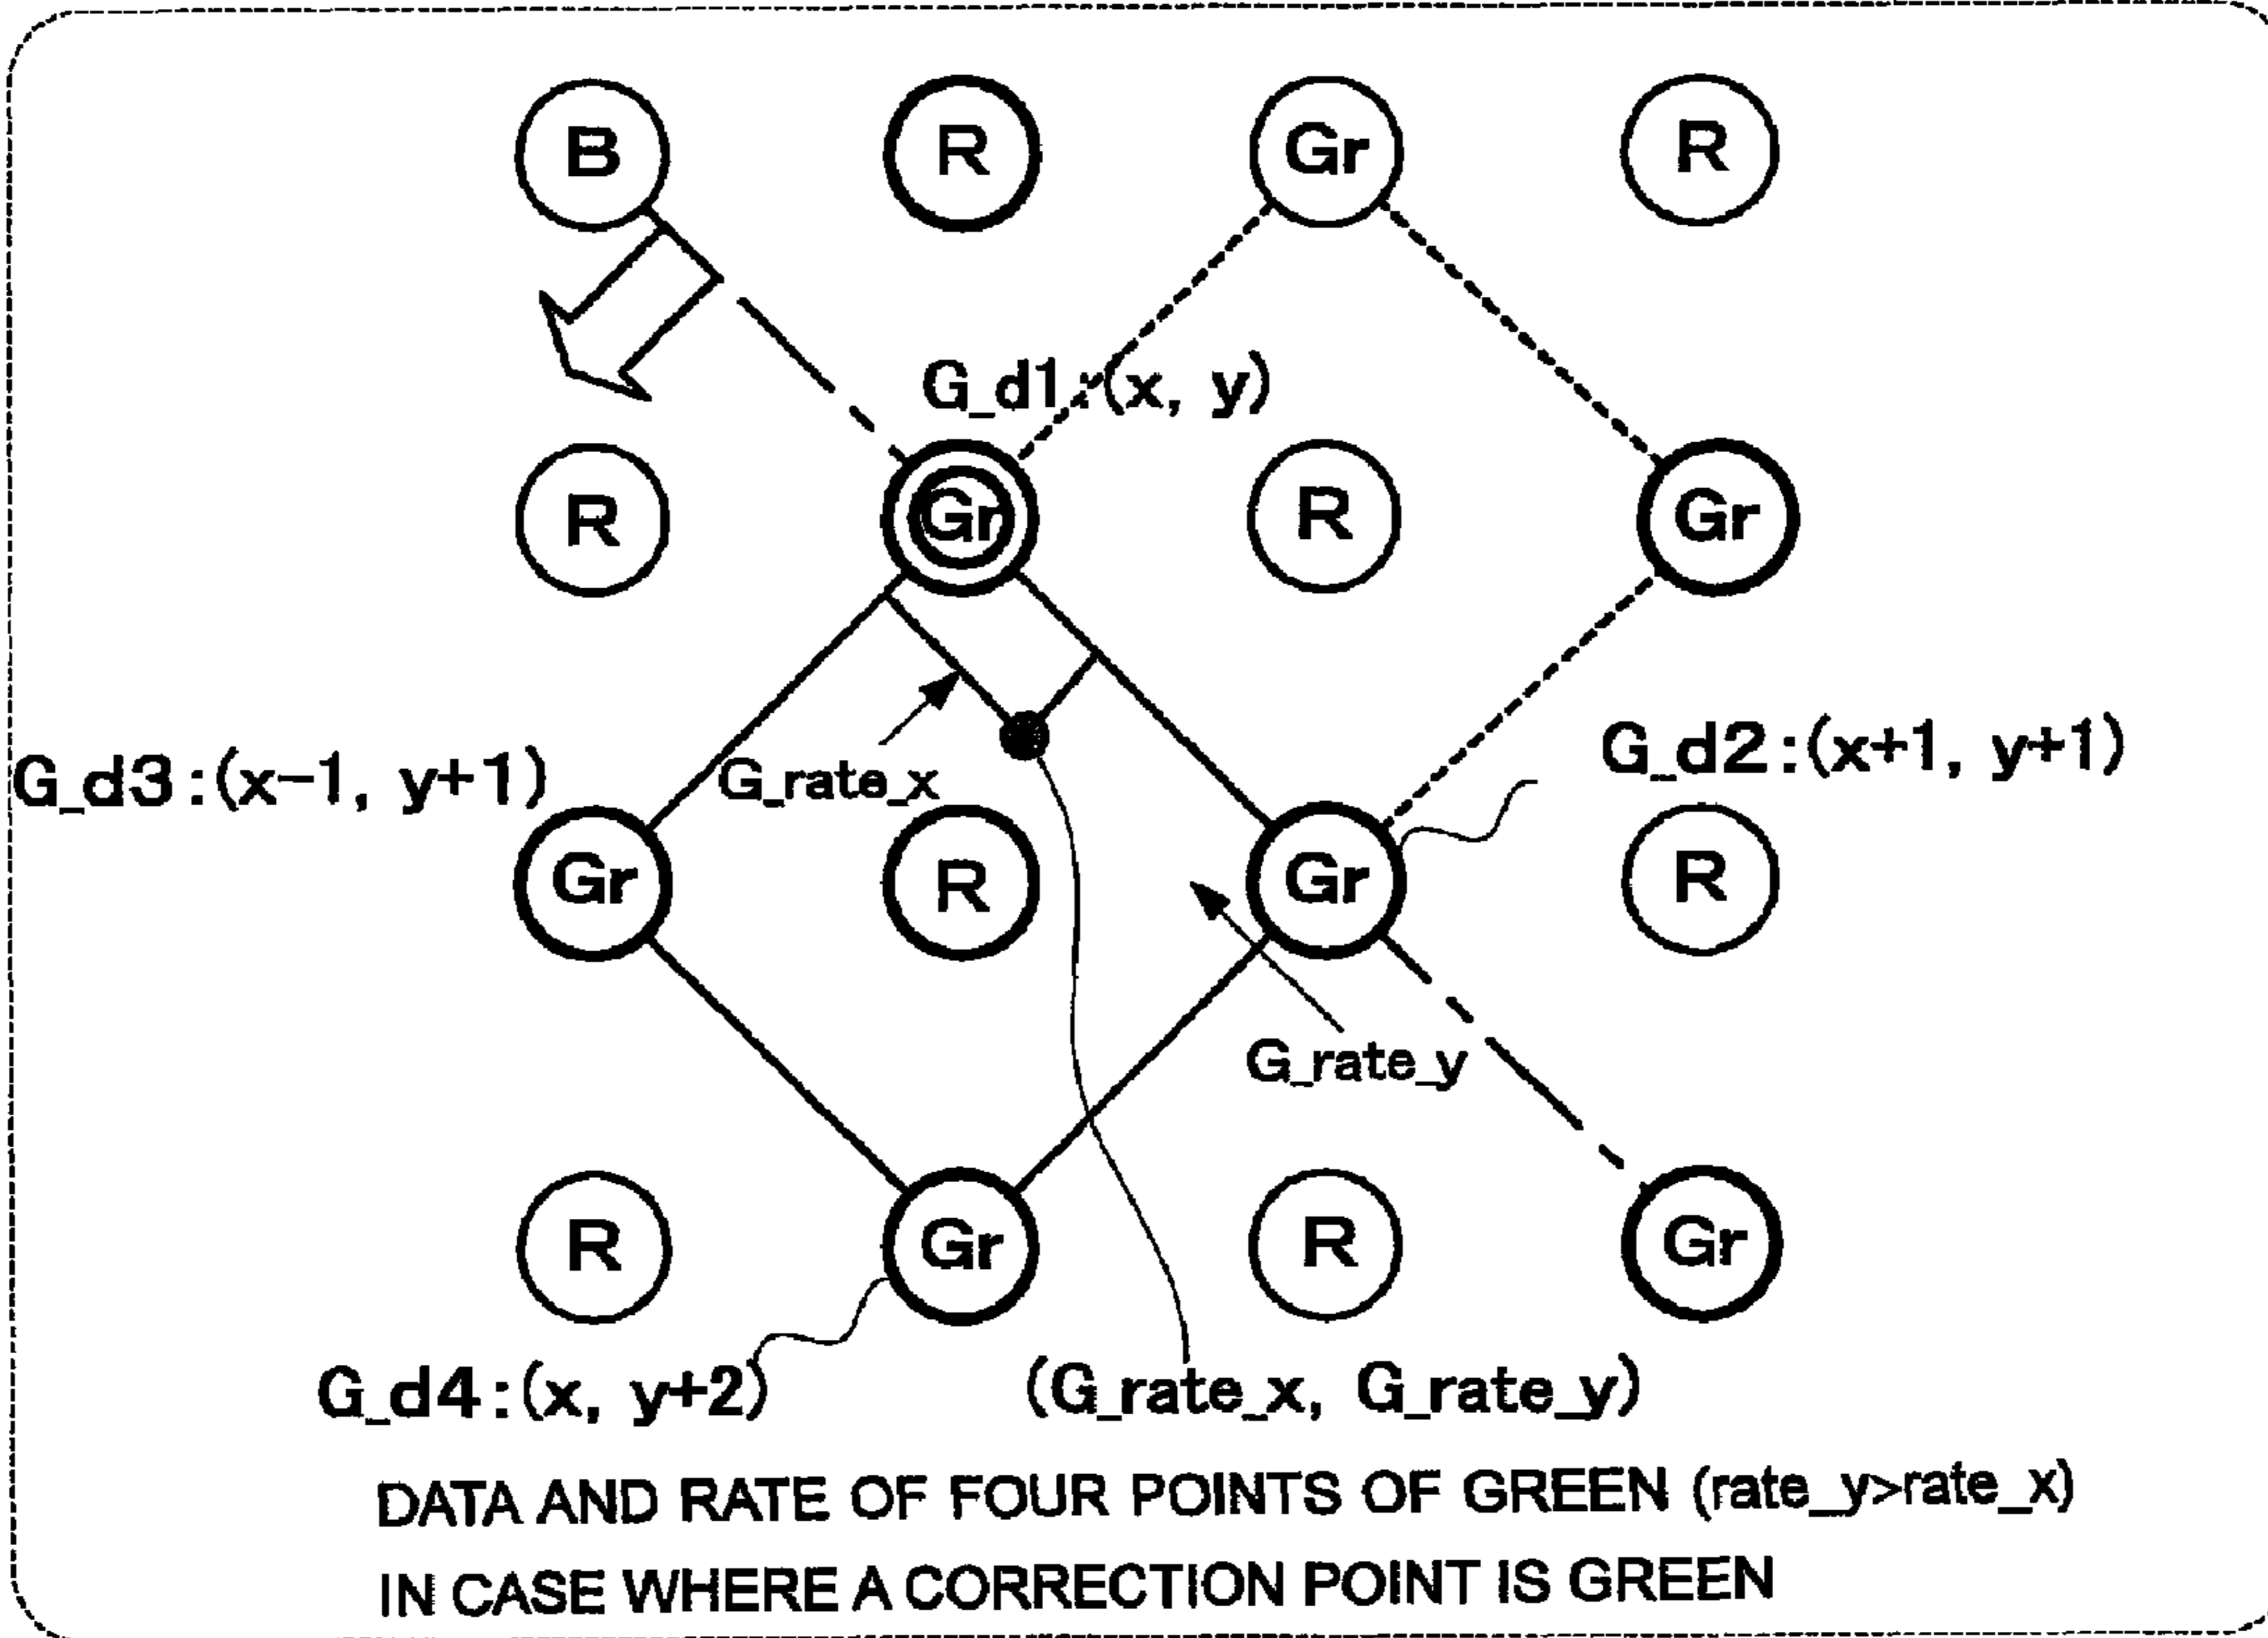 B R Gr R
G_d1:(x, y)
R Gr R Gr
G_d3:(x-1, y+1) G_rate_x G_d2:(x+1, y+1)
Gr R Gr R
G_rate_y
R Gr R Gr
G_d4:(x, y+2) (G_rate_x, G_rate_y)
DATA AND RATE OF FOUR POINTS OF GREEN (rate_y>rate_x)
IN CASE WHERE A CORRECTION POINT IS GREEN